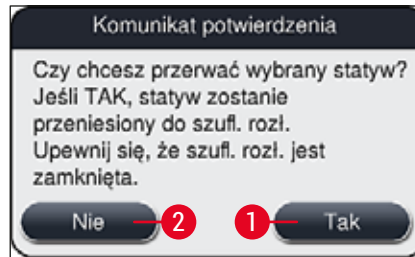 Komunikat potwierdzenia
Czy chcesz przerwać wybrany statyw?
Jeśli TAK, statyw zostanie
przeniesiony do szufl. rozł.
Upewnij się, że szufl. rozł. jest
zamknięta.
Nie 2 1 Tak